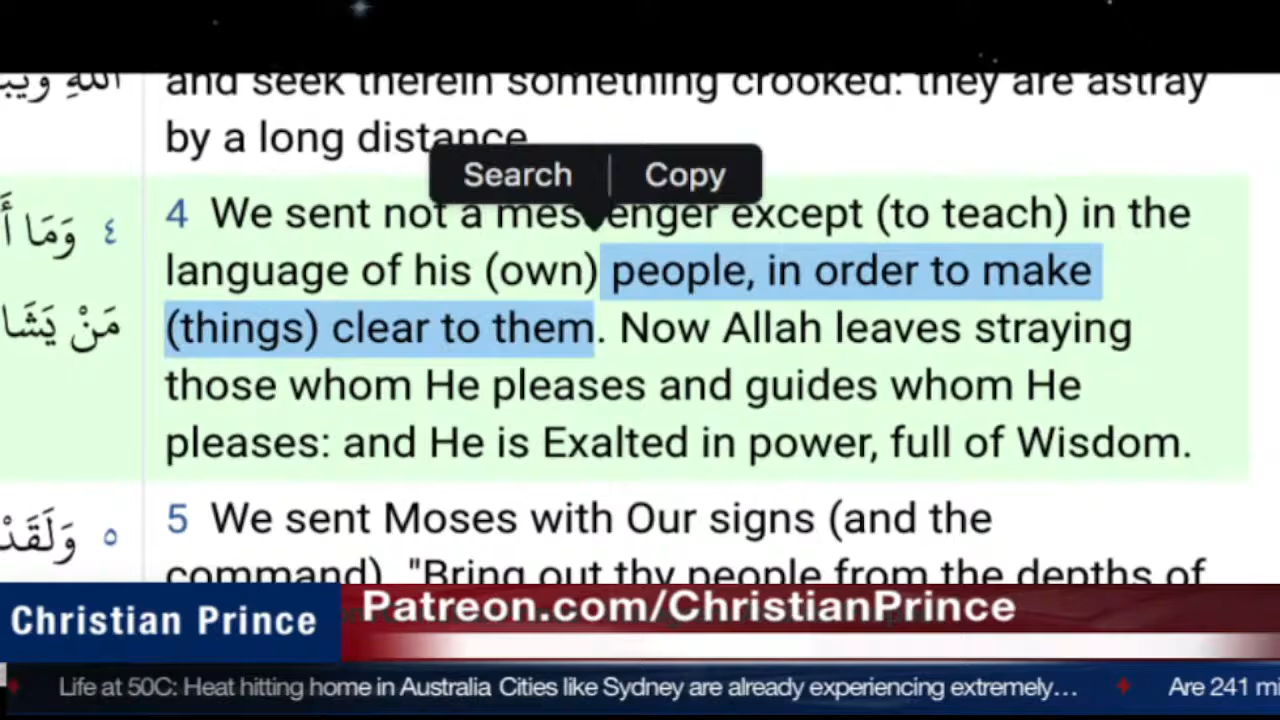 and seek therein something crooked: they are astray
by a long distance
Search
Copy
٤ وَمَا
4 We sent not a messenger except (to teach) in the
language of his (own) people, in order to make
مَنْ
(things) clear to them. Now Allah leaves straying
those whom He pleases and guides whom He
pleases: and He is Exalted in power, full of Wisdom.
٥
5 We sent Moses with Our signs (and the
command), "Bring out thy people from the depths of
Christian Prince
Patreon.com/ChristianPrince
Life at 50C: Heat hitting home in Australia Cities like Sydney are already experiencing extremely…
Are 241